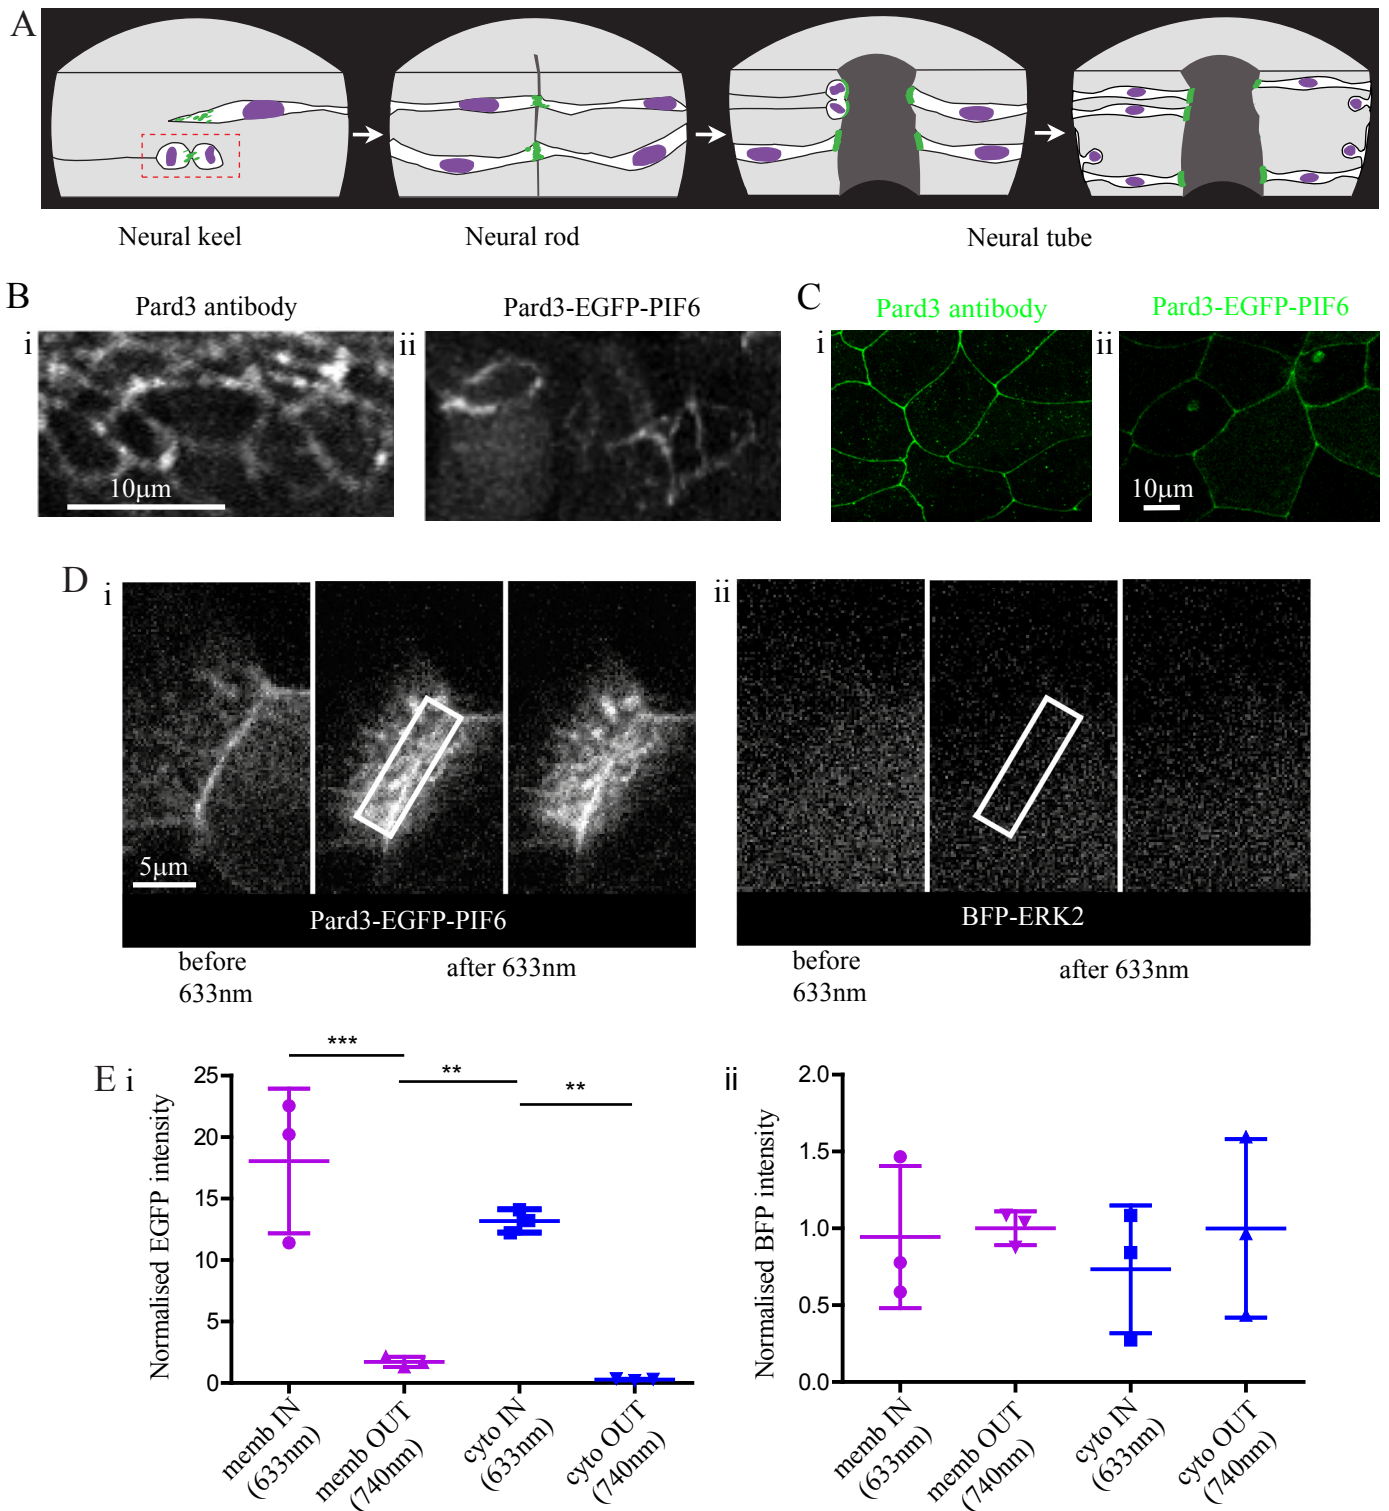 A
Neural keel
Neural rod
Neural tube
B
Pard3 antibody
Pard3-EGFP-PIF6
i
ii
10µm
C
Pard3 antibody
Pard3-EGFP-PIF6
i
ii
10µm
D
i
5µm
Pard3-EGFP-PIF6
before
633nm
after 633nm
ii
BFP-ERK2
before
633nm
after 633nm
E i
***
**
**
Normalised EGFP intensity
25
20
15
10
5
0
memb IN
(633nm)
memb OUT
(740nm)
cyto IN
(633nm)
cyto OUT
(740nm)
ii
Normalised BFP intensity
2.0
1.5
1.0
0.5
0.0
memb IN
(633nm)
memb OUT
(740nm)
cyto IN
(633nm)
cyto OUT
(740nm)